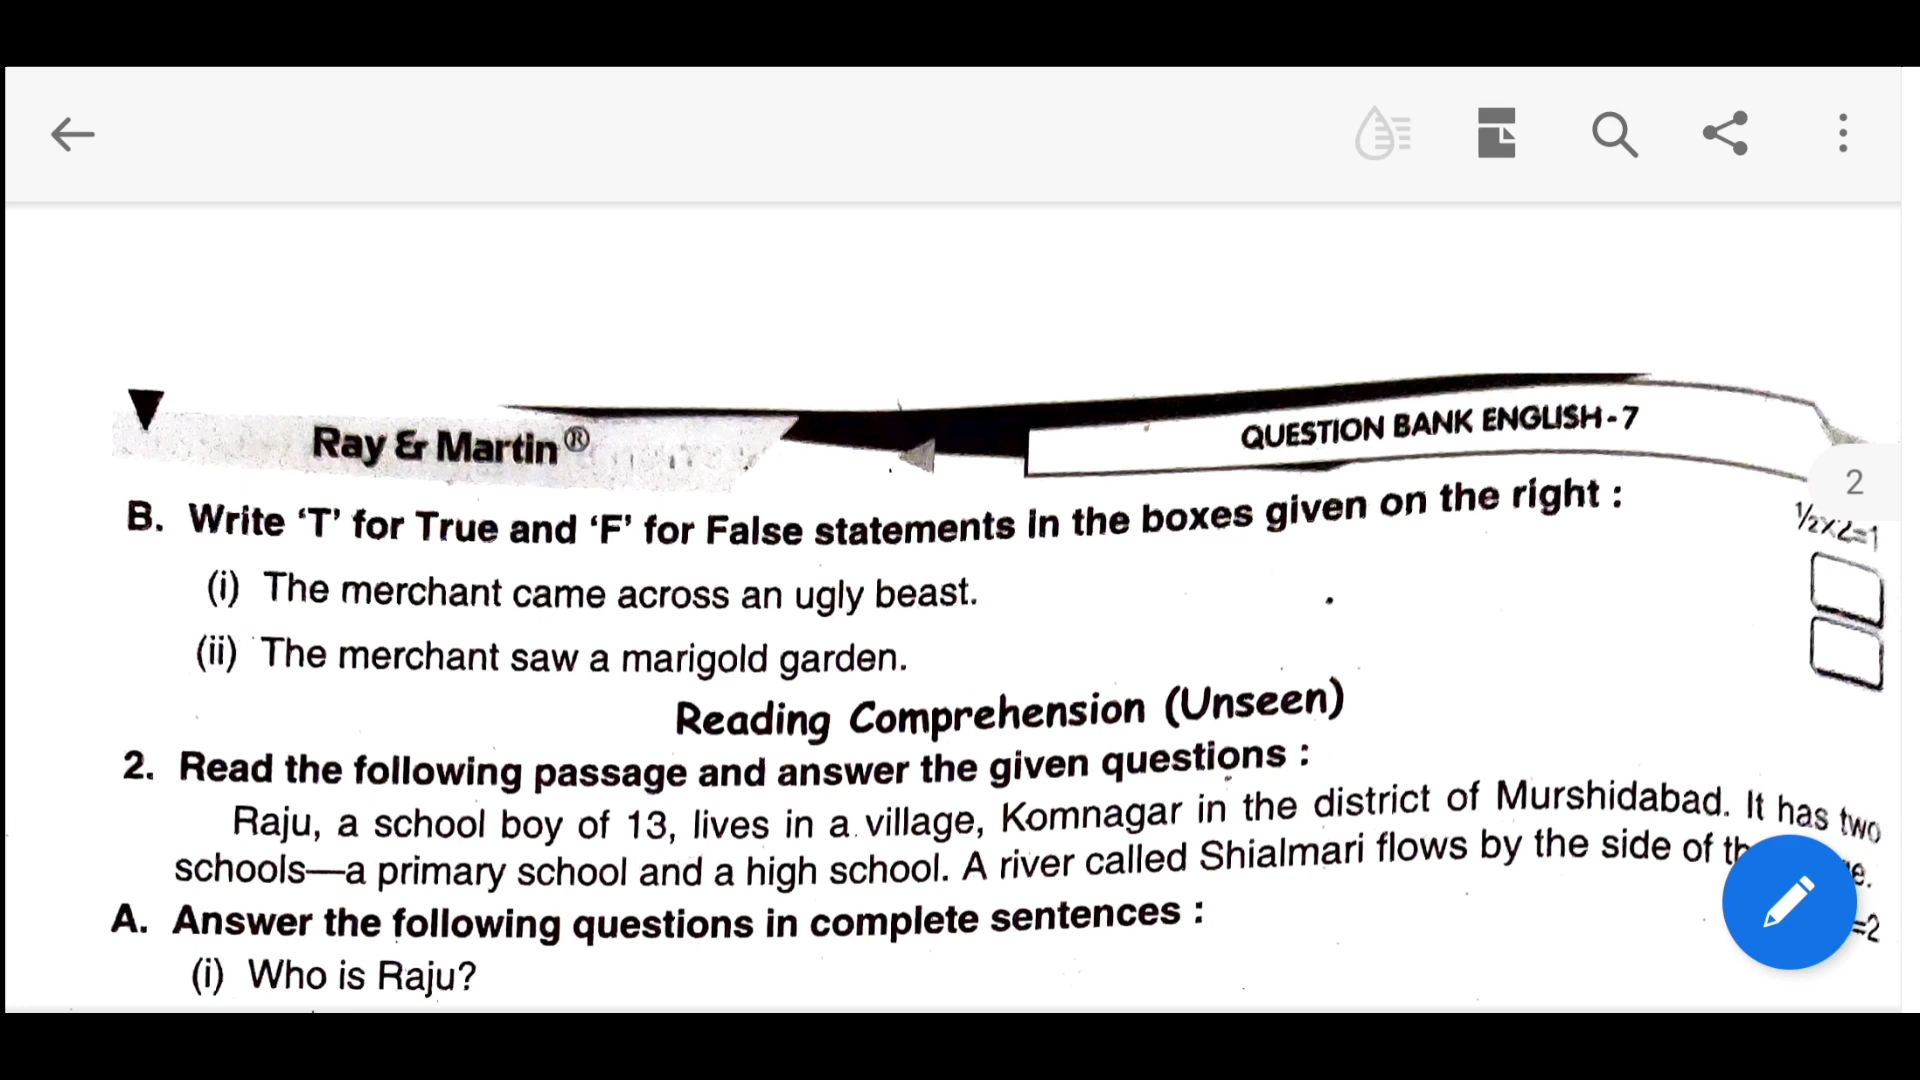 Ray & Martin®
QUESTION BANK ENGLISH-7
2
B. Write ‘T’ for True and ‘F’ for False statements in the boxes given on the right :
½×2=1
(i) The merchant came across an ugly beast.
(ii) The merchant saw a marigold garden.
Reading Comprehension (Unseen)
2. Read the following passage and answer the given questions :
Raju, a school boy of 13, lives in a village, Komnagar in the district of Murshidabad. It has two
schools—a primary school and a high school. A river called Shialmari flows by the side of
A. Answer the following questions in complete sentences :
=2
(i) Who is Raju?